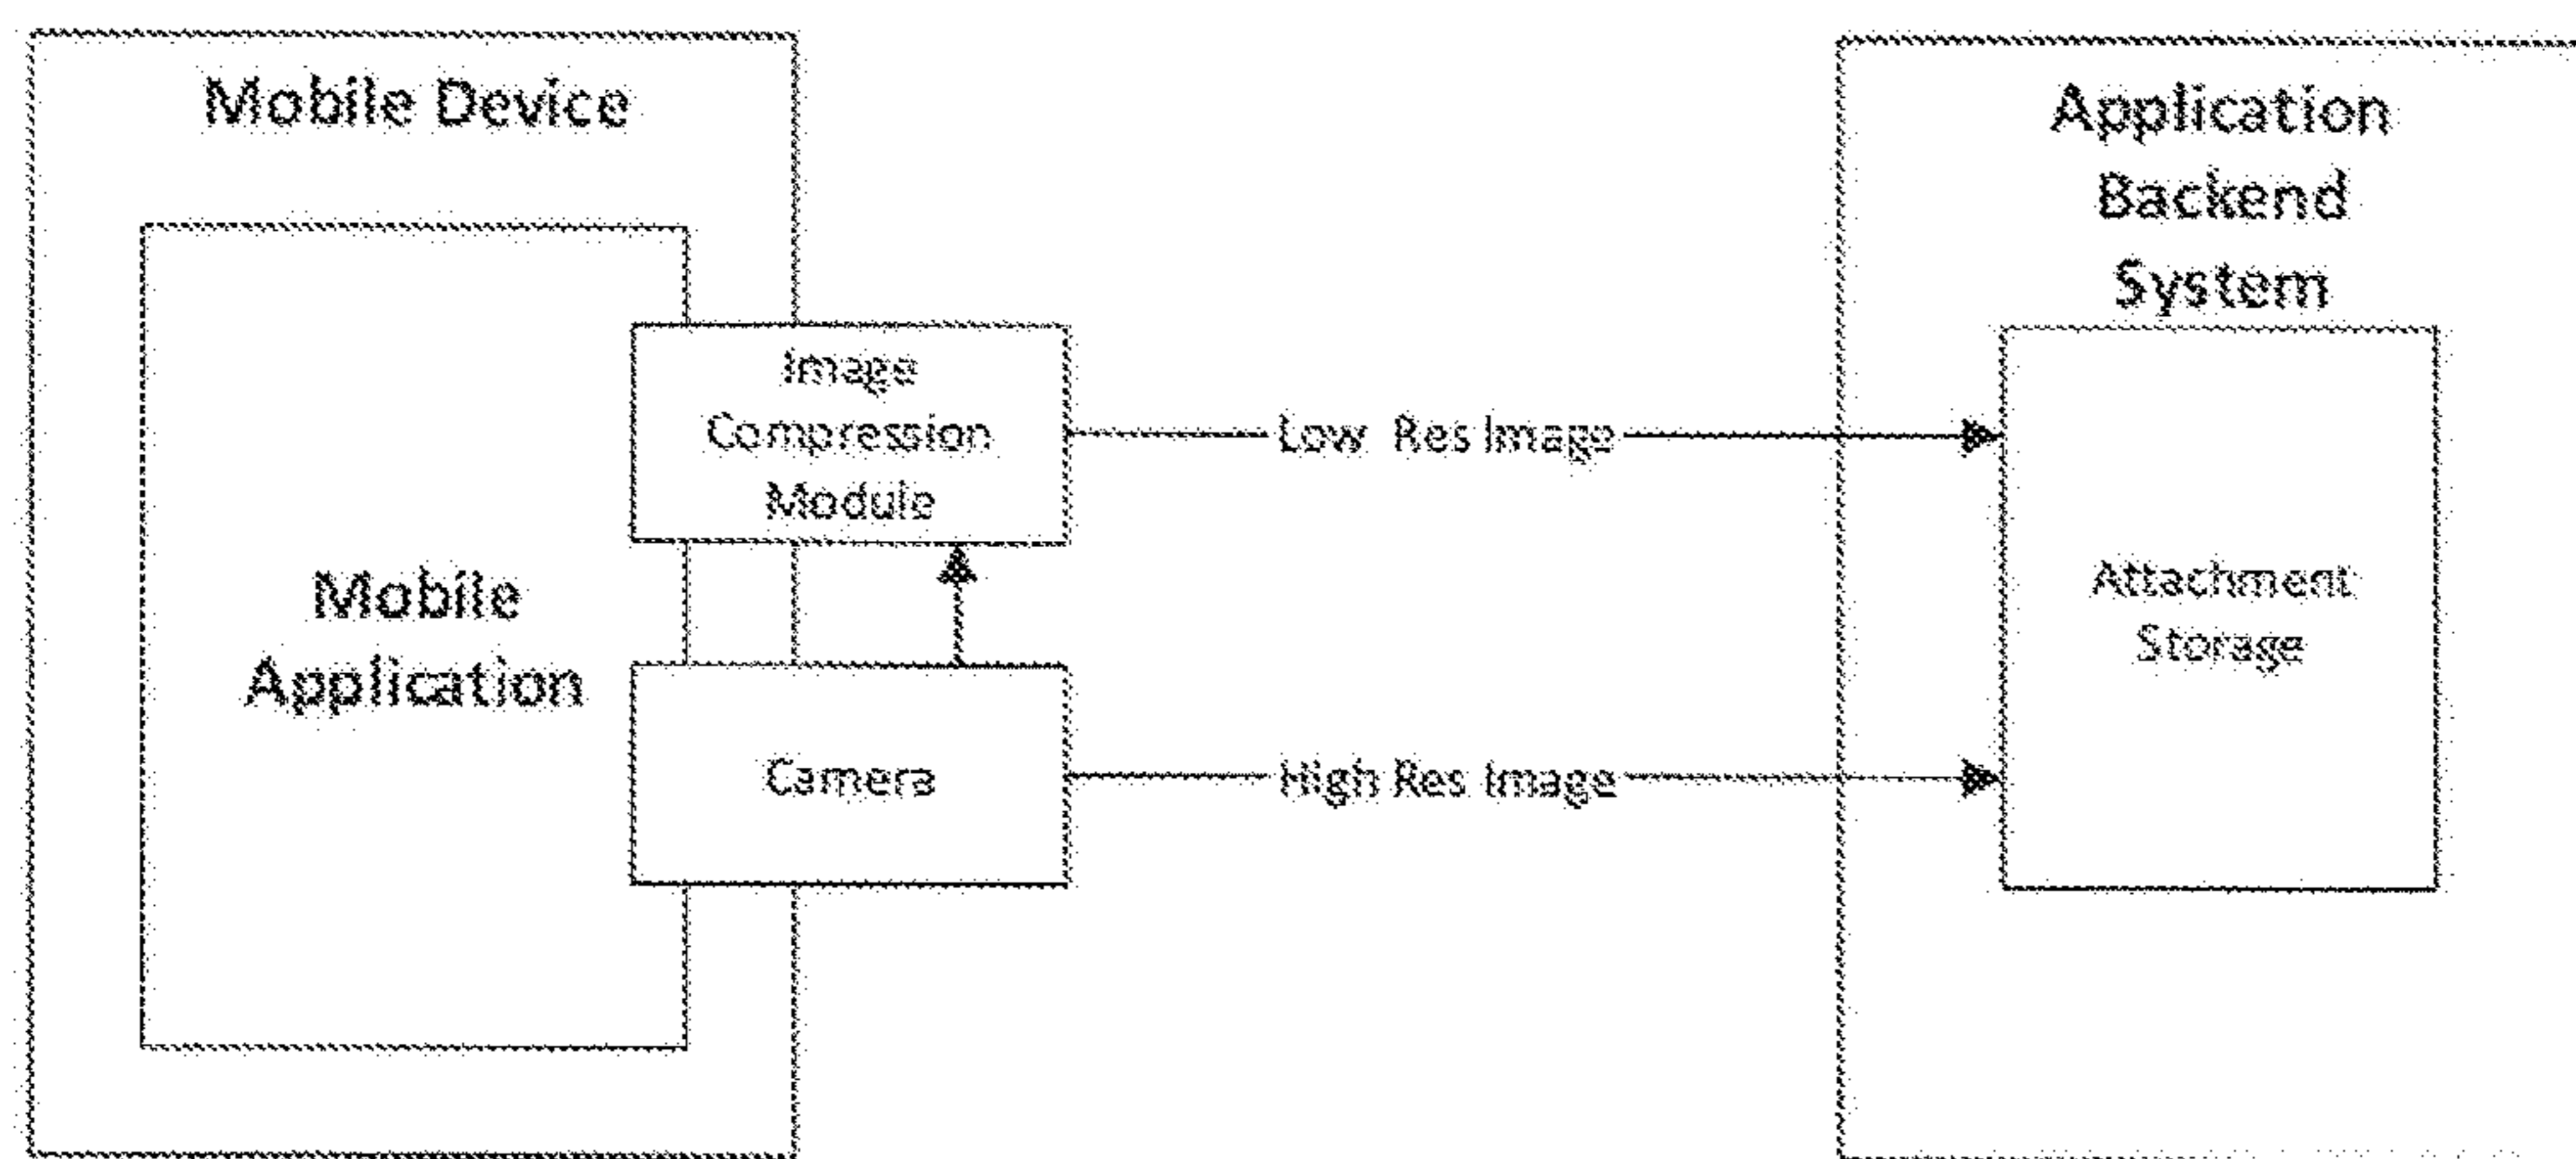 Mobile Device
Application
Backend
System
Image
Compression
Module
Low Res Image
Mobile
Application
Attachment
Storage
Camera
High Res Image